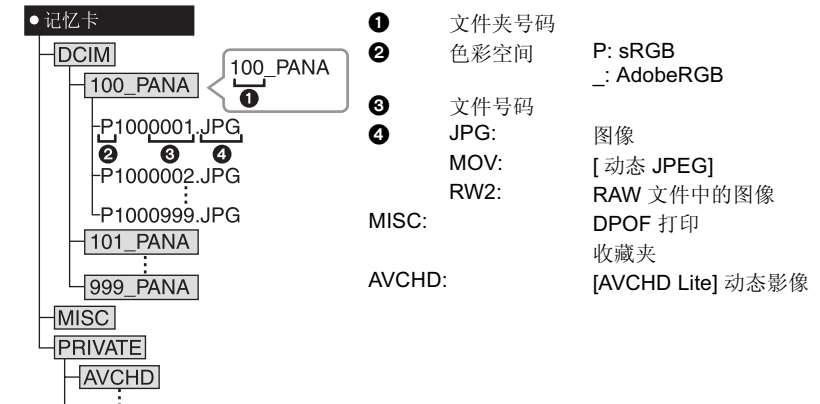 ● 记忆卡
DCIM
100_PANA
100_PANA
❶
P1000001.JPG
❷ ❸ ❹
P1000002.JPG
P1000999.JPG
101_PANA
999_PANA
MISC
PRIVATE
AVCHD
❶ 文件夹号码
❷ 色彩空间 P: sRGB
_: AdobeRGB
❸ 文件号码
❹ JPG: 图像
MOV: [ 动态 JPEG]
RW2: RAW 文件中的图像
MISC: DPOF 打印
收藏夹
AVCHD: [AVCHD Lite] 动态影像